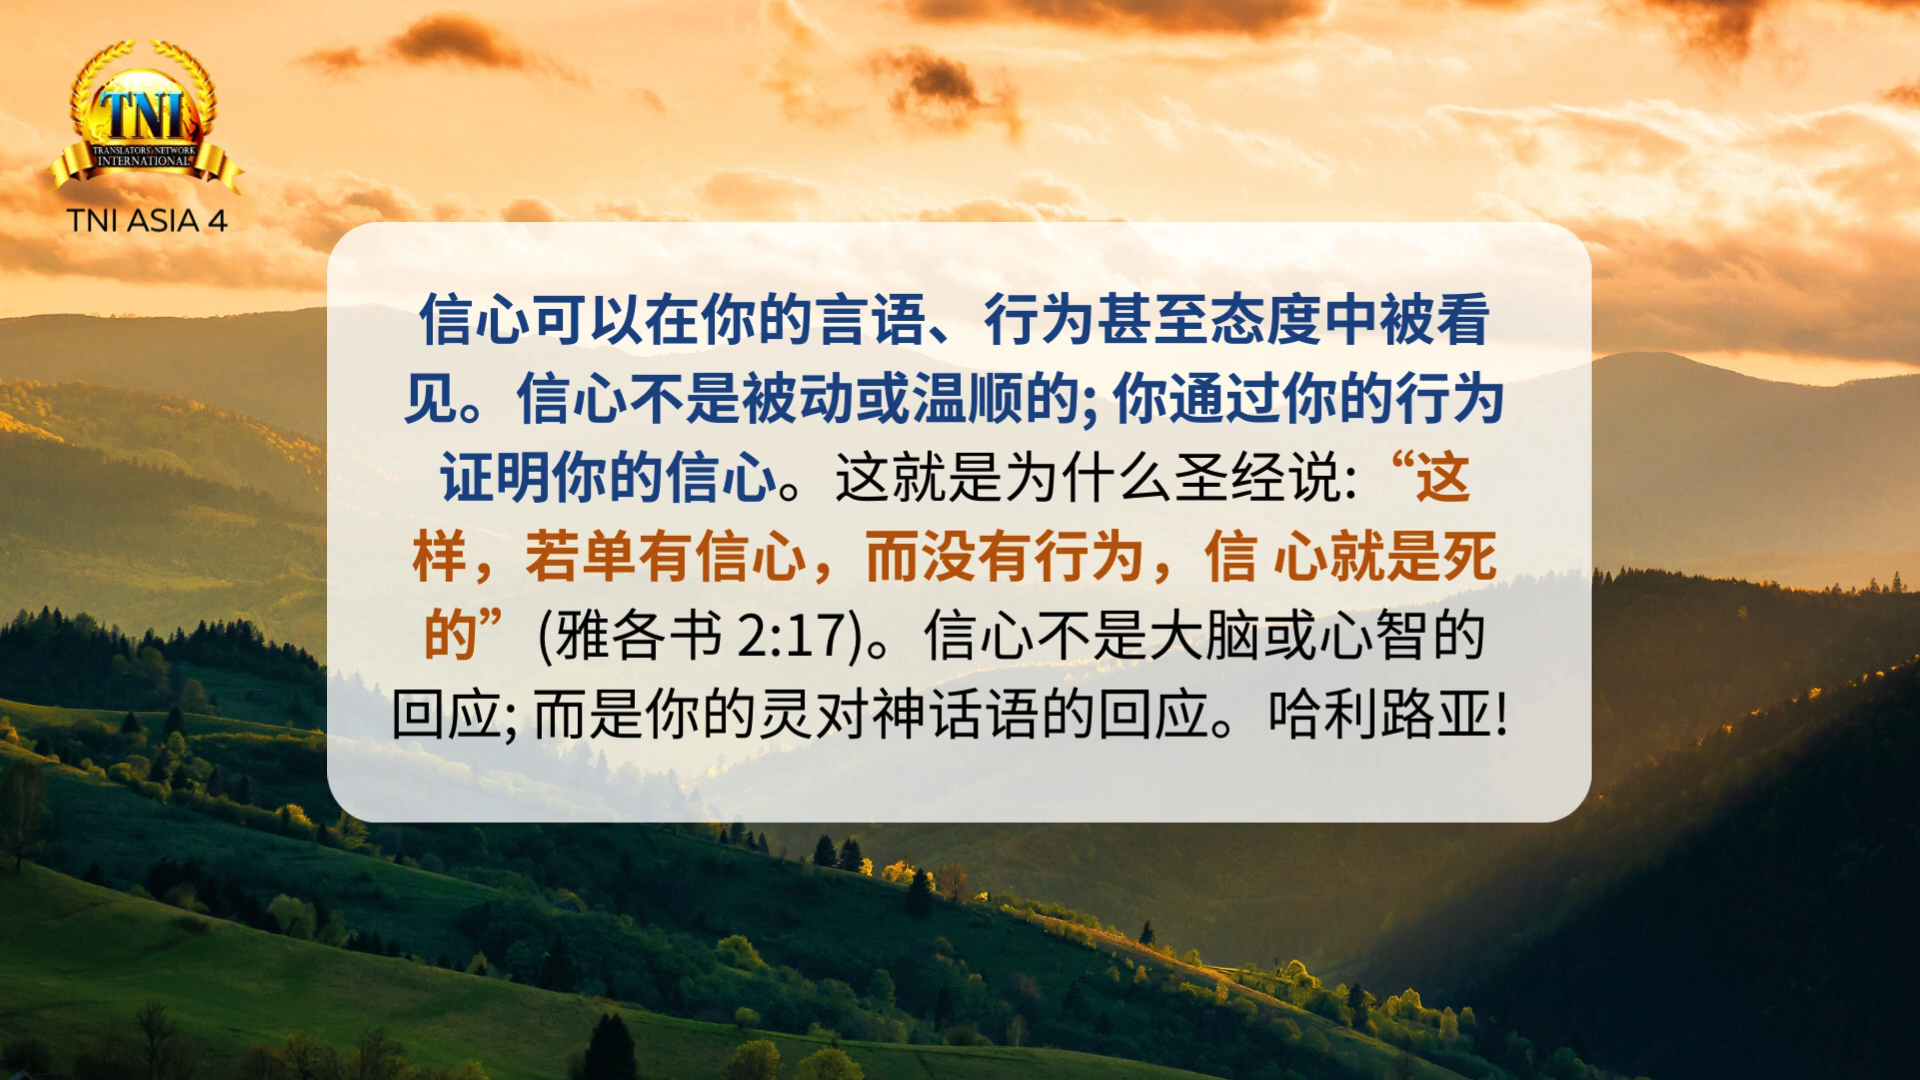 TNI
TRANSLATORS' NETWORK
INTERNATIONAL
TNI ASIA 4
信心可以在你的言语、行为甚至态度中被看
见。信心不是被动或温顺的; 你通过你的行为
证明你的信心。这就是为什么圣经说:“这
样，若单有信心，而没有行为，信 心就是死
的”(雅各书 2:17)。信心不是大脑或心智的
回应; 而是你的灵对神话语的回应。哈利路亚!